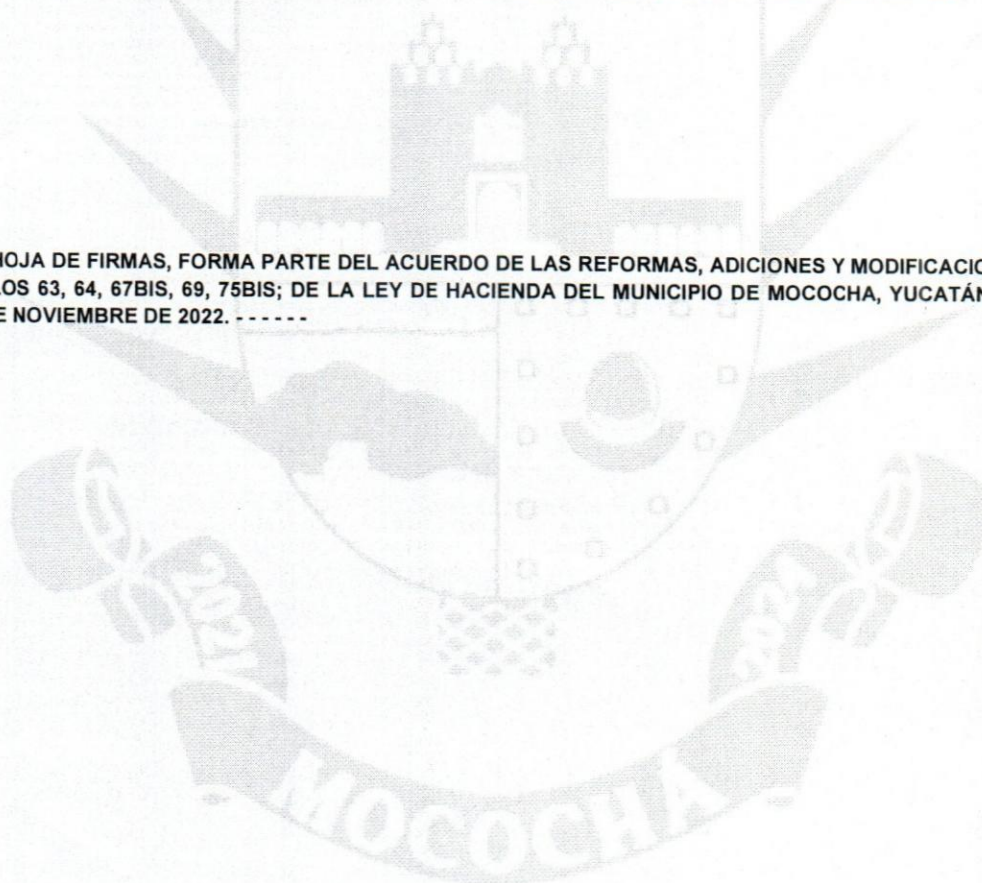 HOJA DE FIRMAS, FORMA PARTE DEL ACUERDO DE LAS REFORMAS, ADICIONES Y MODIFICACIO
LOS 63, 64, 67BIS, 69, 75BIS; DE LA LEY DE HACIENDA DEL MUNICIPIO DE MOCOCHA, YUCATÁN
E NOVIEMBRE DE 2022. - - - - - -
2021
2024
MOCOCHÁ